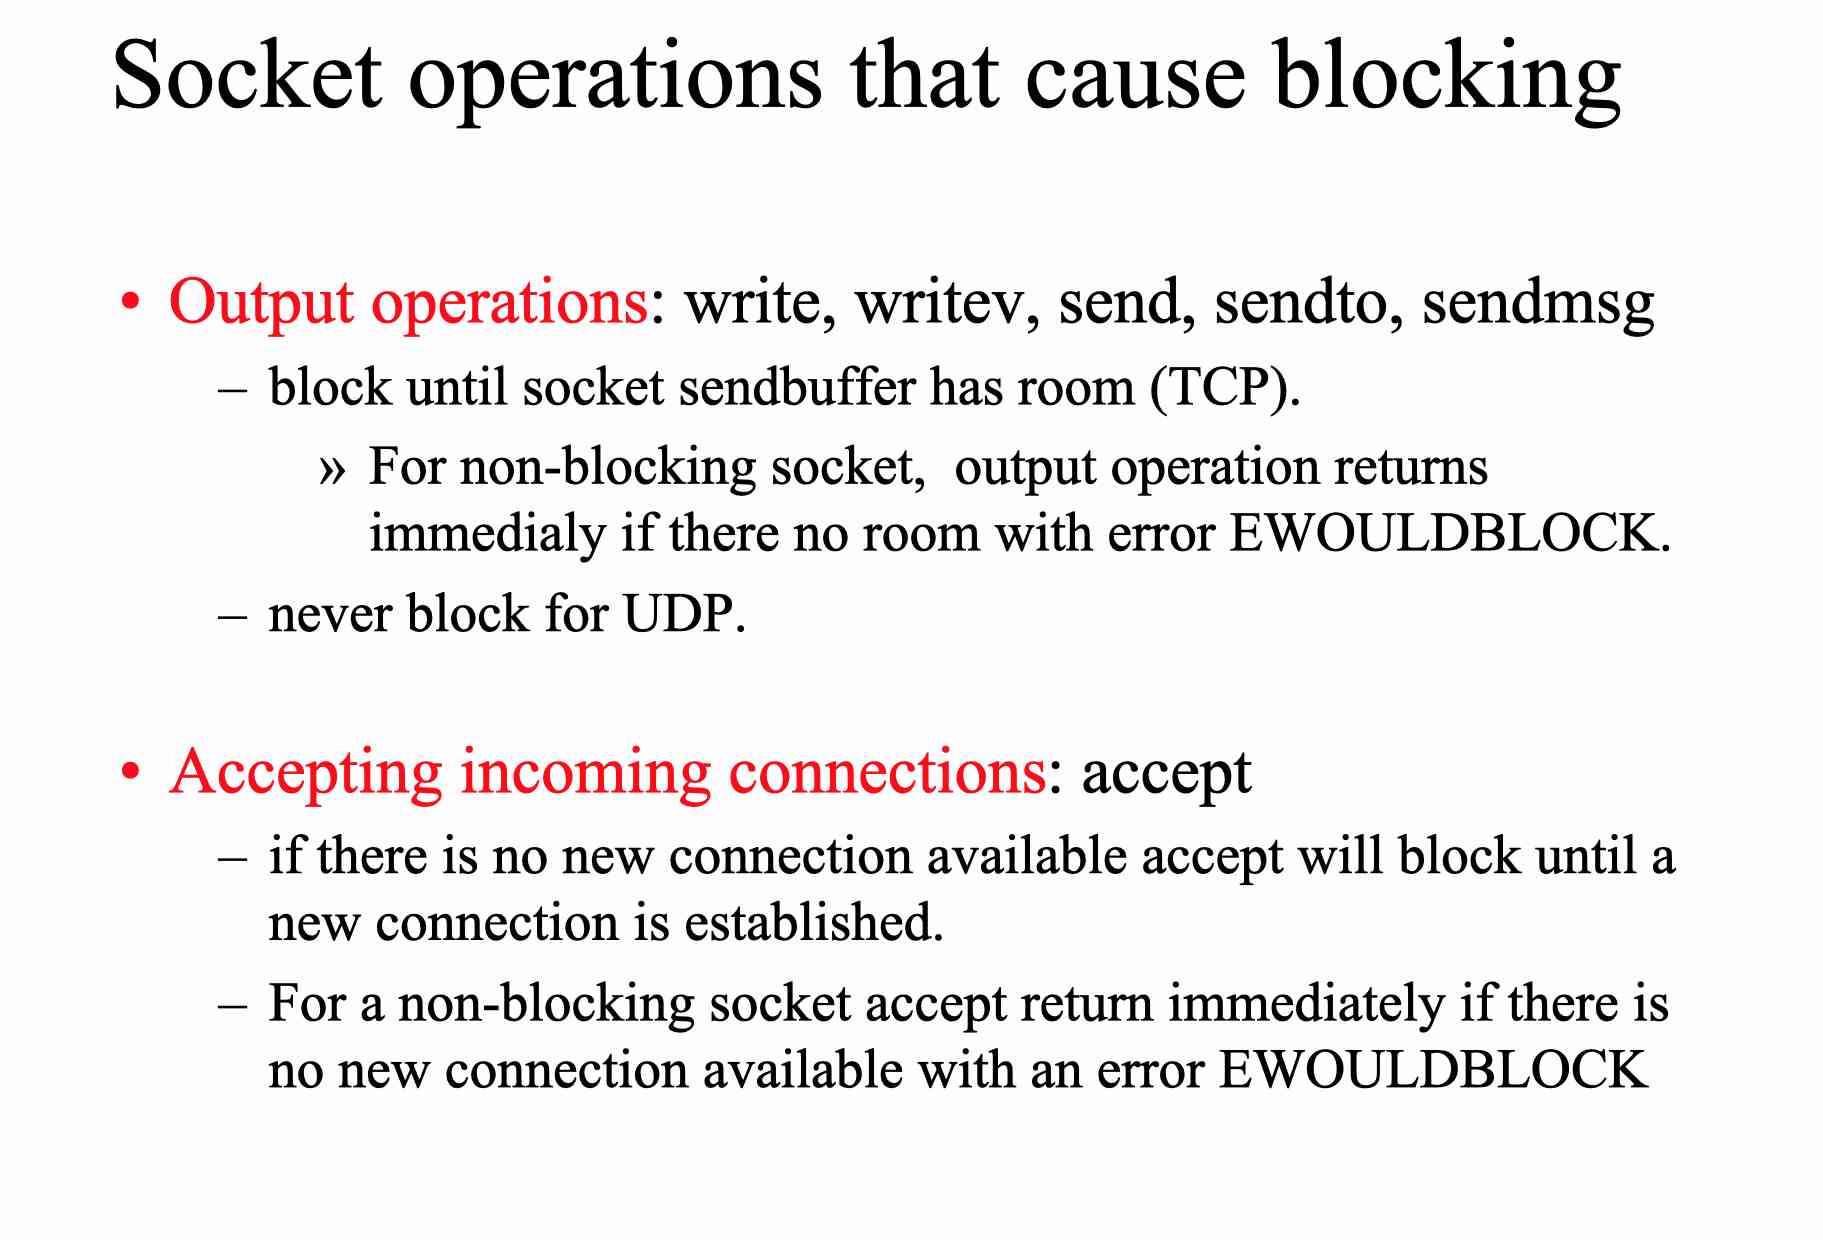 Socket operations that cause blocking
• Output operations: write, writev, send, sendto, sendmsg
– block until socket sendbuffer has room (TCP).
» For non-blocking socket,  output operation returns
immedialy if there no room with error EWOULDBLOCK.
– never block for UDP.
• Accepting incoming connections: accept
– if there is no new connection available accept will block until a
new connection is established.
– For a non-blocking socket accept return immediately if there is
no new connection available with an error EWOULDBLOCK